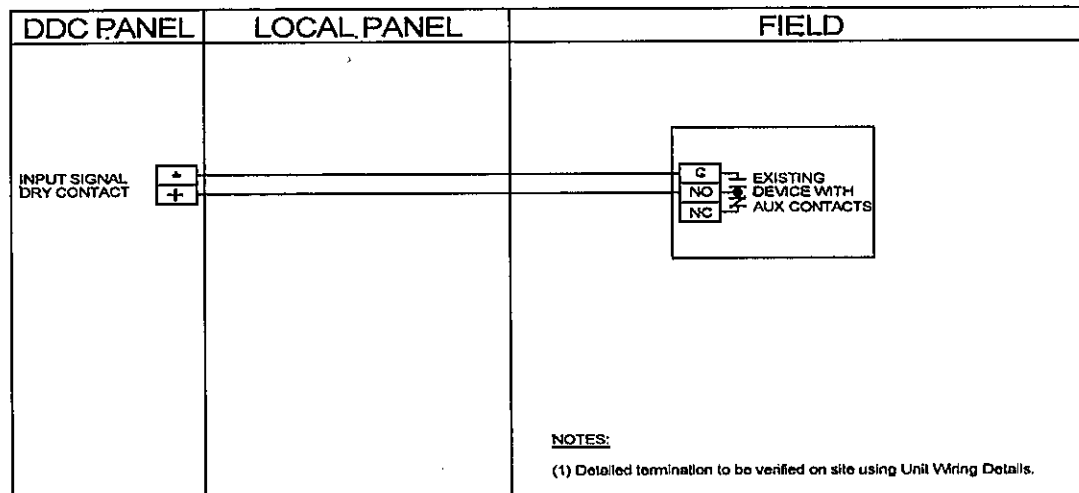 DDC PANEL
LOCAL PANEL
FIELD
INPUT SIGNAL
DRY CONTACT
-
+
C
NO
NC
EXISTING
DEVICE WITH
AUX CONTACTS
NOTES:
(1) Detailed termination to be verified on site using Unit Wiring Details.